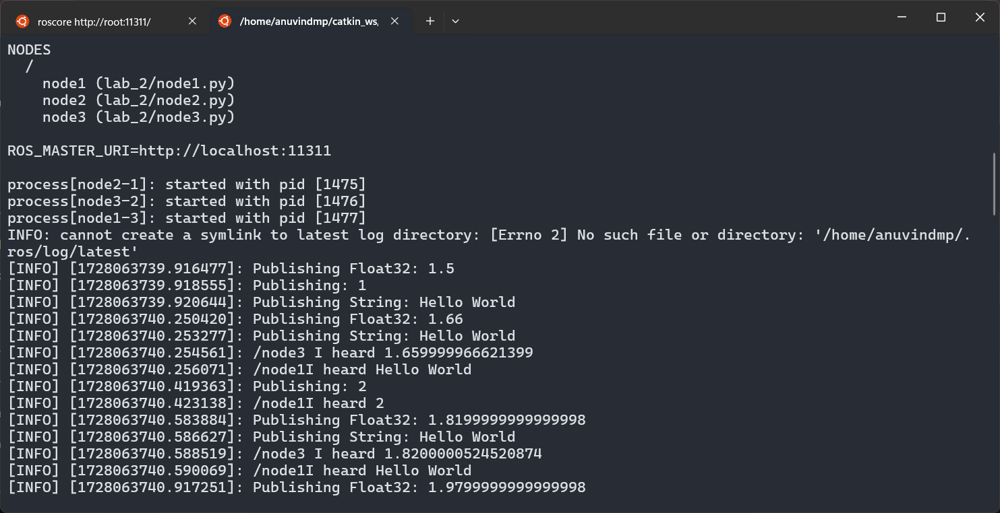 roscore http://root:11311/
/home/anuvindmp/catkin_ws,
NODES
  /
    node1 (lab_2/node1.py)
    node2 (lab_2/node2.py)
    node3 (lab_2/node3.py)

ROS_MASTER_URI=http://localhost:11311

process[node2-1]: started with pid [1475]
process[node3-2]: started with pid [1476]
process[node1-3]: started with pid [1477]
INFO: cannot create a symlink to latest log directory: [Errno 2] No such file or directory: '/home/anuvindmp/.
ros/log/latest'
[INFO] [1728063739.916477]: Publishing Float32: 1.5
[INFO] [1728063739.918555]: Publishing: 1
[INFO] [1728063739.920644]: Publishing String: Hello World
[INFO] [1728063740.250420]: Publishing Float32: 1.66
[INFO] [1728063740.253277]: Publishing String: Hello World
[INFO] [1728063740.254561]: /node3 I heard 1.659999966621399
[INFO] [1728063740.256071]: /node1I heard Hello World
[INFO] [1728063740.419363]: Publishing: 2
[INFO] [1728063740.423138]: /node1I heard 2
[INFO] [1728063740.583884]: Publishing Float32: 1.8199999999999998
[INFO] [1728063740.586627]: Publishing String: Hello World
[INFO] [1728063740.588519]: /node3 I heard 1.8200000524520874
[INFO] [1728063740.590069]: /node1I heard Hello World
[INFO] [1728063740.917251]: Publishing Float32: 1.9799999999999998